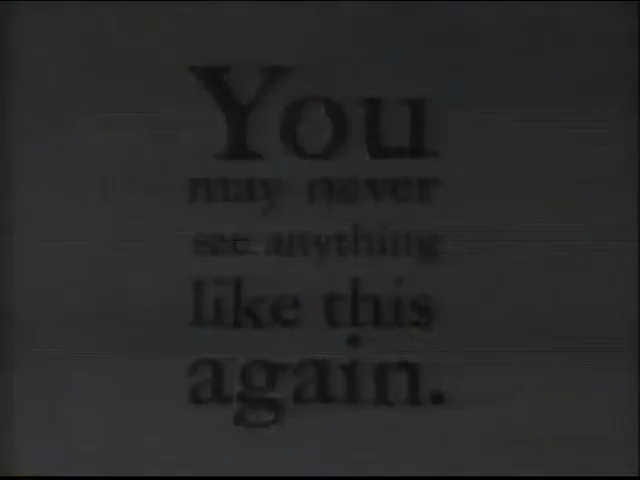 You
may never
see anything
like this
again.